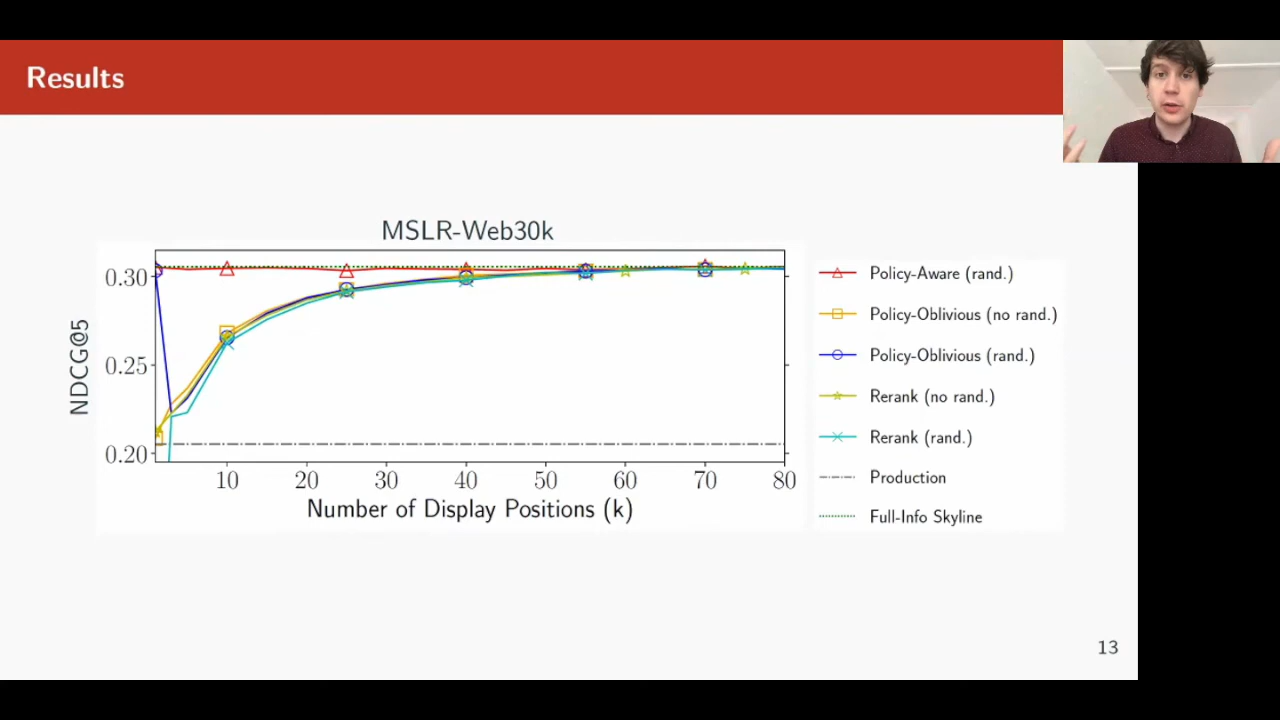 Results
MSLR-Web30k
NDCG@5
0.30
0.25
0.20
10 20 30 40 50 60 70 80
Number of Display Positions (k)
Policy-Aware (rand.)
Policy-Oblivious (no rand.)
Policy-Oblivious (rand.)
Rerank (no rand.)
Rerank (rand.)
Production
Full-Info Skyline
13